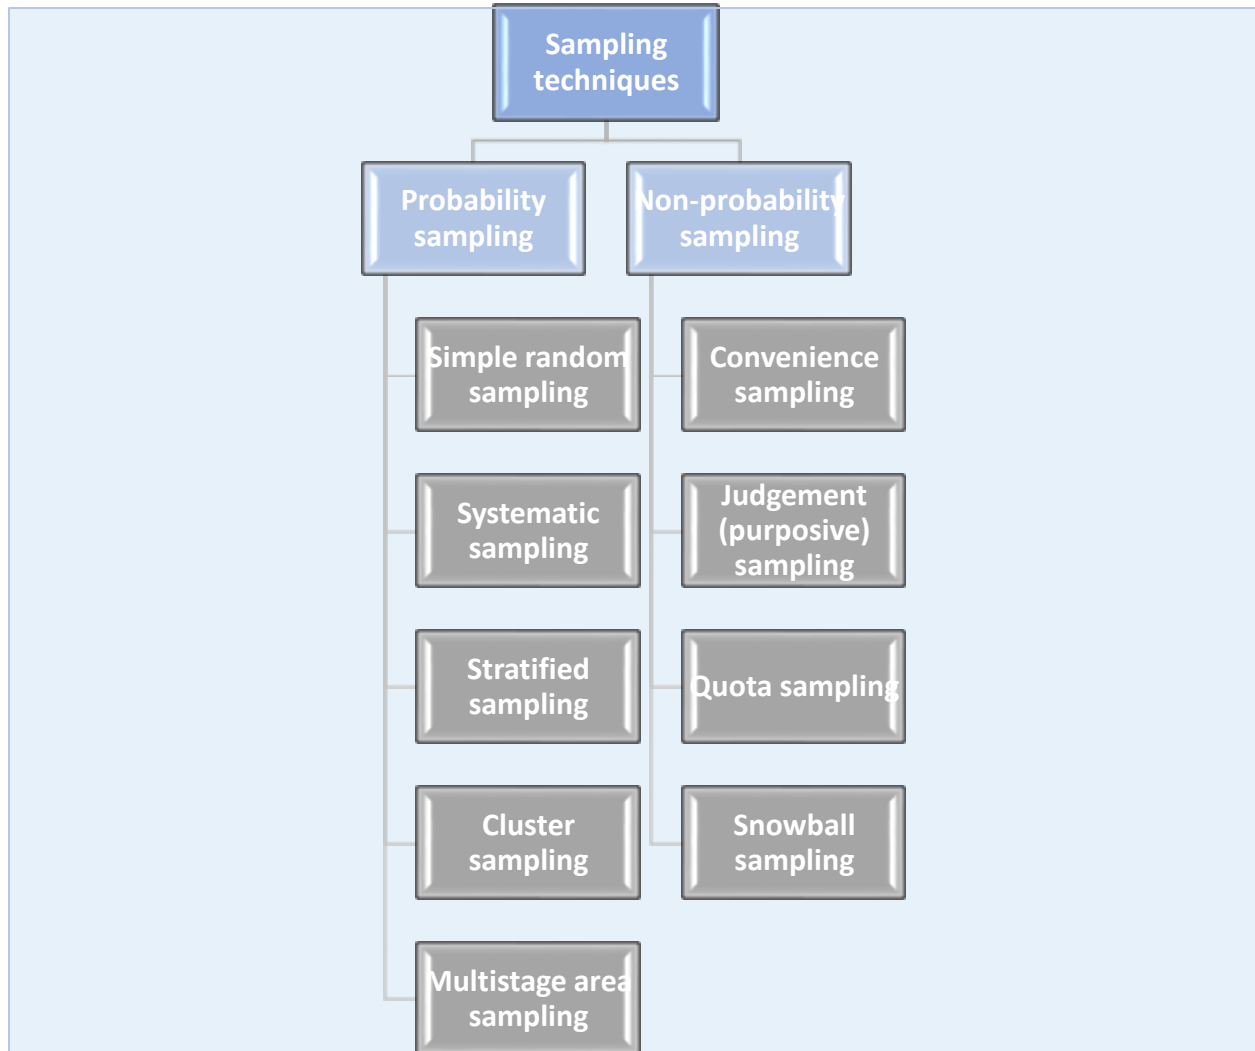 Sampling
techniques
Probability
sampling
Non-probability
sampling
Simple random
sampling
Convenience
sampling
Systematic
sampling
Judgement
(purposive)
sampling
Stratified
sampling
Quota sampling
Cluster
sampling
Snowball
sampling
Multistage area
sampling